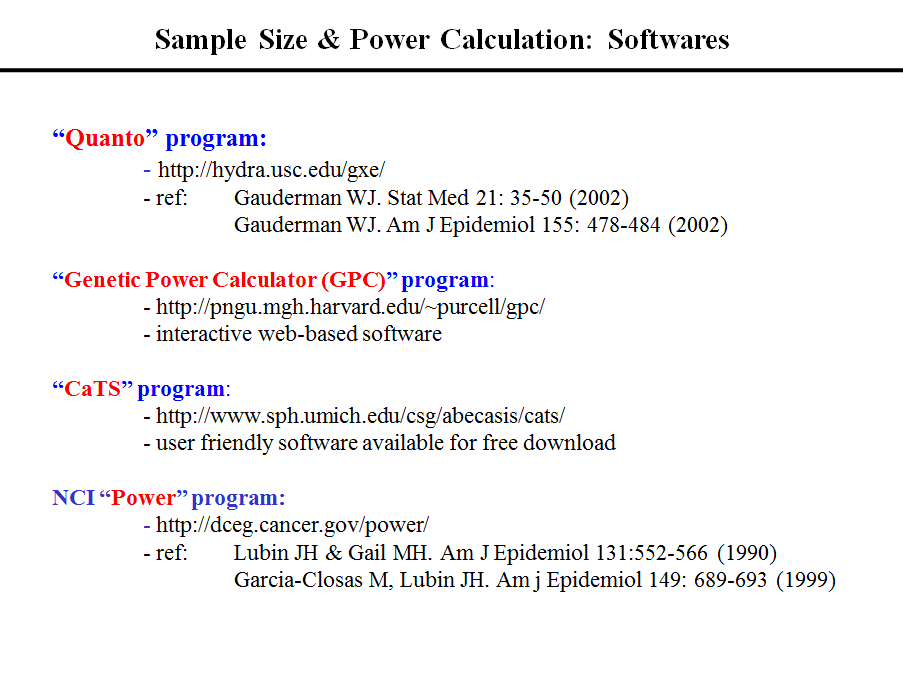 Sample Size & Power Calculation: Softwares
“Quanto” program:
- http://hydra.usc.edu/gxe/
- ref: Gauderman WJ. Stat Med 21: 35-50 (2002)
Gauderman WJ. Am J Epidemiol 155: 478-484 (2002)
“Genetic Power Calculator (GPC)” program:
- http://pngu.mgh.harvard.edu/~purcell/gpc/
- interactive web-based software
“CaTS” program:
- http://www.sph.umich.edu/csg/abecasis/cats/
- user friendly software available for free download
NCI “Power” program:
- http://dceg.cancer.gov/power/
- ref: Lubin JH & Gail MH. Am J Epidemiol 131:552-566 (1990)
Garcia-Closas M, Lubin JH. Am j Epidemiol 149: 689-693 (1999)